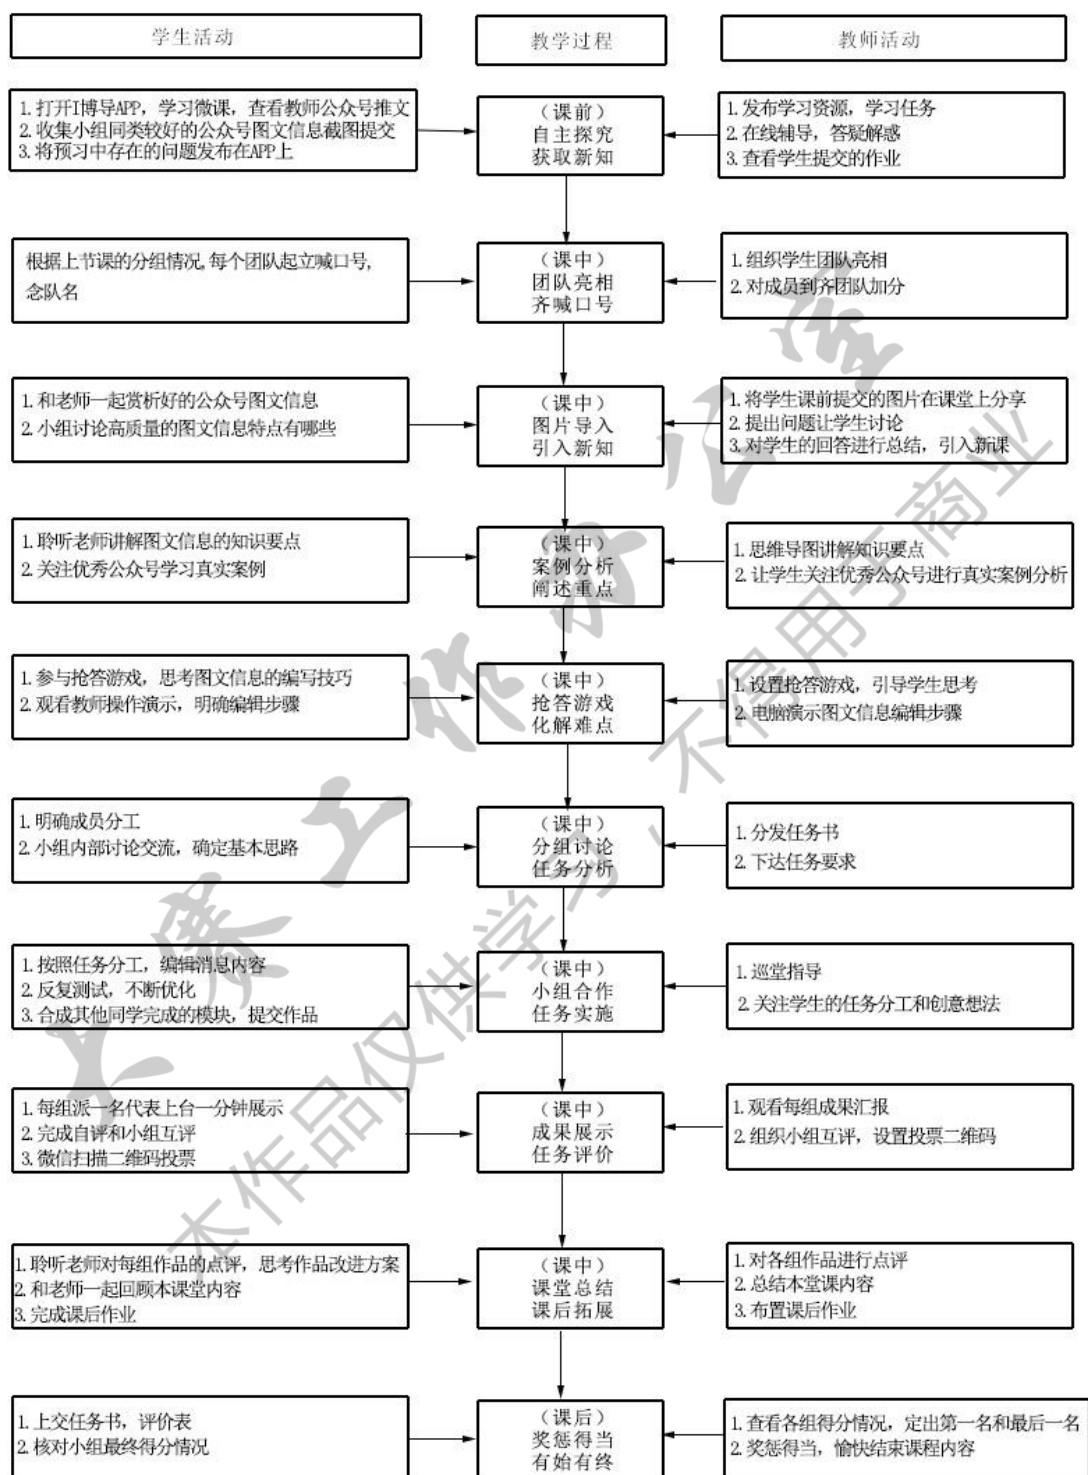 学生活动
教学过程
教师活动
1.打开I博导APP，学习微课，查看教师公众号推文
2.收集小组同类较好的公众号图文信息截图提交
3.将预习中存在的问题发布在APP上
（课前）
自主探究
获取新知
1.发布学习资源，学习任务
2.在线辅导，答疑解惑
3.查看学生提交的作业
根据上节课的分组情况,每个团队起立喊口号,
念队名
（课中）
团队亮相
齐喊口号
1.组织学生团队亮相
2.对成员到齐团队加分
1.和老师一起赏析好的公众号图文信息
2.小组讨论高质量的图文信息特点有哪些
（课中）
图片导入
引入新知
1.将学生课前提交的图片在课堂上分享
2.提出问题让学生讨论
3.对学生的回答进行总结，引入新课
1.聆听老师讲解图文信息的知识要点
2.关注优秀公众号学习真实案例
（课中）
案例分析
阐述重点
1.思维导图讲解知识要点
2.让学生关注优秀公众号进行真实案例分析
1.参与抢答游戏，思考图文信息的编写技巧
2.观看教师操作演示，明确编辑步骤
（课中）
抢答游戏
化解难点
1.设置抢答游戏，引导学生思考
2.电脑演示图文信息编辑步骤
1.明确成员分工
2.小组内部讨论交流，确定基本思路
（课中）
分组讨论
任务分析
1.分发任务书
2.下达任务要求
1.按照任务分工，编辑消息内容
2.反复测试，不断优化
3.合成其他同学完成的模块，提交作品
（课中）
小组合作
任务实施
1.巡堂指导
2.关注学生的任务分工和创意想法
1.每组派一名代表上台一分钟展示
2.完成自评和小组互评
3.微信扫描二维码投票
（课中）
成果展示
任务评价
1.观看每组成果汇报
2.组织小组互评，设置投票二维码
1.聆听老师对每组作品的点评，思考作品改进方案
2.和老师一起回顾本课堂内容
3.完成课后作业
（课中）
课堂总结
课后拓展
1.对各组作品进行点评
2.总结本堂课内容
3.布置课后作业
1.上交任务书，评价表
2.核对小组最终得分情况
（课后）
奖惩得当
有始有终
1.查看各组得分情况，定出第一名和最后一名
2.奖惩得当，愉快结束课程内容
大赛工作办公室
本作品仅供学习，不得用于商业